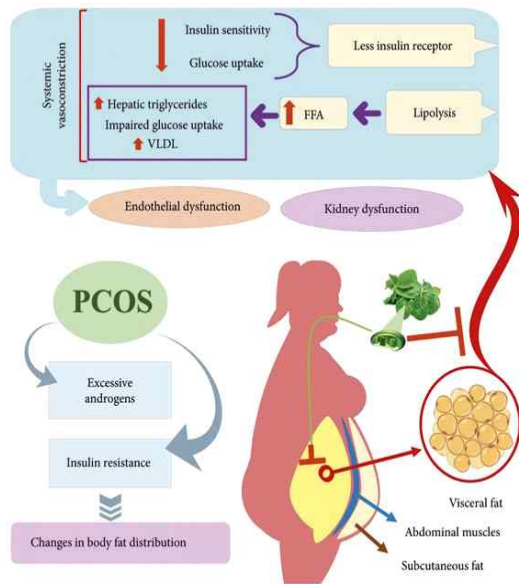 Systemic
vasoconstriction
Insulin sensitivity
Glucose uptake
Less insulin receptor
Hepatic triglycerides
Impaired glucose uptake
VLDL
FFA
Lipolysis
Endothelial dysfunction
Kidney dysfunction
PCOS
Excessive
androgens
Insulin resistance
Changes in body fat distribution
Visceral fat
Abdominal muscles
Subcutaneous fat